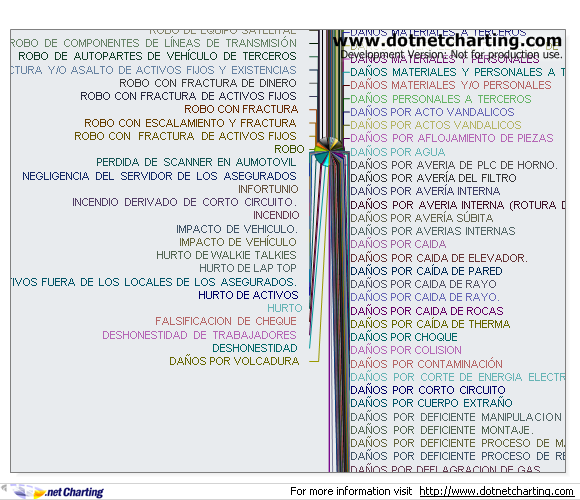 www.dotnetcharting.com
Development Version: Not for production use.
ROBO DE EQUIPO SATELITAL
ROBO DE COMPONENTES DE LÍNEAS DE TRANSMISIÓN
ROBO DE AUTOPARTES DE VEHÍCULO DE TERCEROS
CTURA Y/O ASALTO DE ACTIVOS FIJOS Y EXISTENCIAS
ROBO CON FRACTURA DE DINERO
ROBO CON FRACTURA DE ACTIVOS FIJOS
ROBO CON FRACTURA
ROBO CON ESCALAMIENTO Y FRACTURA
ROBO CON FRACTURA DE ACTIVOS FIJOS
ROBO
PERDIDA DE SCANNER EN AUMOTOVIL
NEGLIGENCIA DEL SERVIDOR DE LOS ASEGURADOS
INFORTUNIO
INCENDIO DERIVADO DE CORTO CIRCUITO.
INCENDIO
IMPACTO DE VEHICULO.
IMPACTO DE VEHÍCULO
HURTO DE WALKIE TALKIES
HURTO DE LAP TOP
TIVOS FUERA DE LOS LOCALES DE LOS ASEGURADOS.
HURTO DE ACTIVOS
HURTO
FALSIFICACION DE CHEQUE
DESHONESTIDAD DE TRABAJADORES
DESHONESTIDAD
DAÑOS POR VOLCADURA
DAÑOS MATERIALES A TERCEROS
DAÑOS MATERIALES Y PERSONALES
DAÑOS MATERIALES Y PERSONALES A T
DAÑOS MATERIALES Y/O PERSONALES
DAÑOS PERSONALES A TERCEROS
DAÑOS POR ACTO VANDALICOS
DAÑOS POR ACTOS VANDALICOS
DAÑOS POR AFLOJAMIENTO DE PIEZAS
DAÑOS POR AGUA
DAÑOS POR AVERIA DE PLC DE HORNO.
DAÑOS POR AVERÍA DEL FILTRO
DAÑOS POR AVERÍA INTERNA
DAÑOS POR AVERIA INTERNA (ROTURA D
DAÑOS POR AVERÍA SÚBITA
DAÑOS POR AVERIAS INTERNAS
DAÑOS POR CAIDA
DAÑOS POR CAIDA DE ELEVADOR.
DAÑOS POR CAÍDA DE PARED
DAÑOS POR CAIDA DE RAYO
DAÑOS POR CAIDA DE RAYO.
DAÑOS POR CAIDA DE ROCAS
DAÑOS POR CAÍDA DE THERMA
DAÑOS POR CHOQUE
DAÑOS POR COLISION
DAÑOS POR CONTAMINACIÓN
DAÑOS POR CORTE DE ENERGIA ELECTR
DAÑOS POR CORTO CIRCUITO
DAÑOS POR CUERPO EXTRAÑO
DAÑOS POR DEFICIENTE MANIPULACION
DAÑOS POR DEFICIENTE MONTAJE.
DAÑOS POR DEFICIENTE PROCESO DE M
DAÑOS POR DEFICIENTE PROCESO DE RE
DAÑOS POR DEFLAGRACION DE GAS
.net Charting
For more information visit http://www.dotnetcharting.com